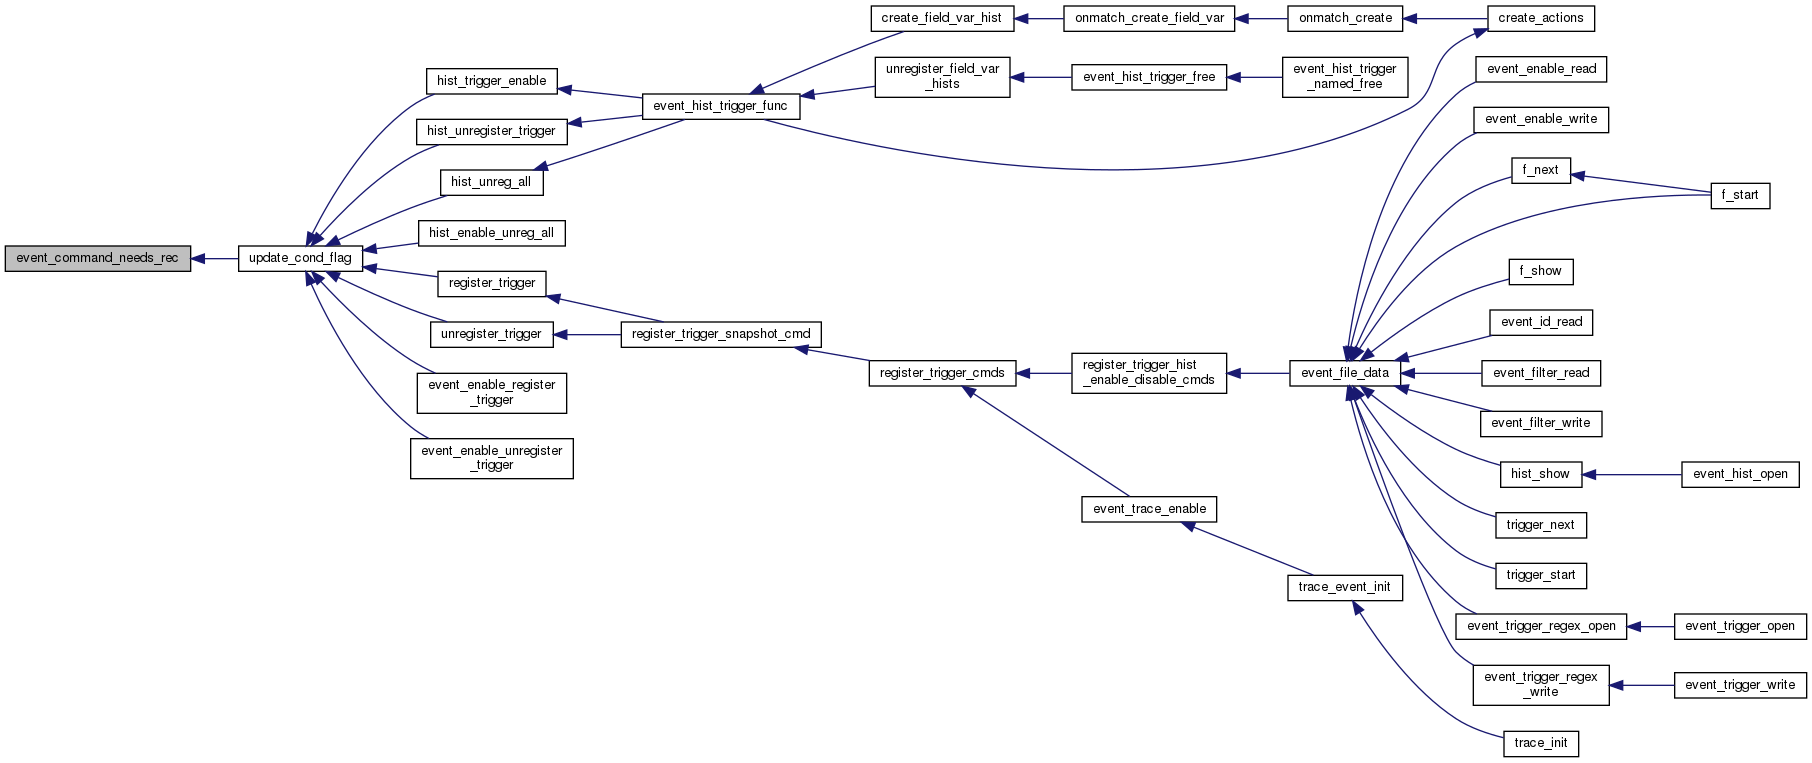 create_field_var_hist
onmatch_create_field_var
onmatch_create
create_actions
hist_trigger_enable
unregister_field_var
_hists
event_hist_trigger_free
event_hist_trigger
_named_free
event_enable_read
event_hist_trigger_func
hist_unregister_trigger
event_enable_write
hist_unreg_all
f_next
f_start
hist_enable_unreg_all
event_command_needs_rec
update_cond_flag
register_trigger
f_show
unregister_trigger
register_trigger_snapshot_cmd
event_id_read
event_enable_register
_trigger
register_trigger_cmds
register_trigger_hist
_enable_disable_cmds
event_file_data
event_filter_read
event_filter_write
event_enable_unregister
_trigger
hist_show
event_hist_open
event_trace_enable
trigger_next
trace_event_init
trigger_start
event_trigger_regex_open
event_trigger_open
event_trigger_regex
_write
event_trigger_write
trace_init